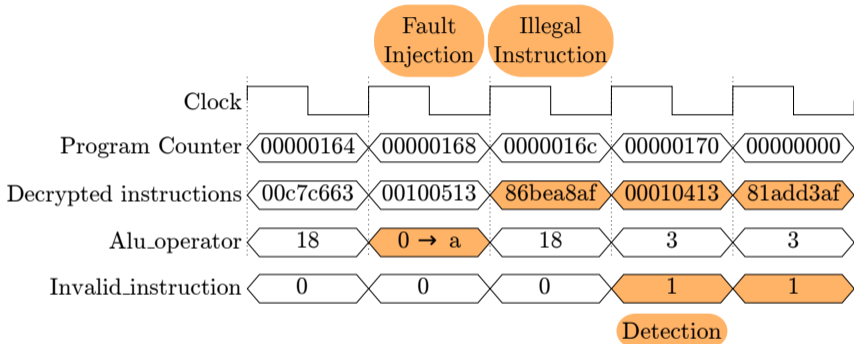 Fault
Injection
Illegal
Instruction
Clock
Program Counter 00000164 00000168 0000016c 00000170 00000000
Decrypted instructions 00c7c663 00100513 86bea8af 00010413 81add3af
Alu_operator 18 0 → a 18 3 3
Invalid_instruction 0 0 0 1 1
Detection